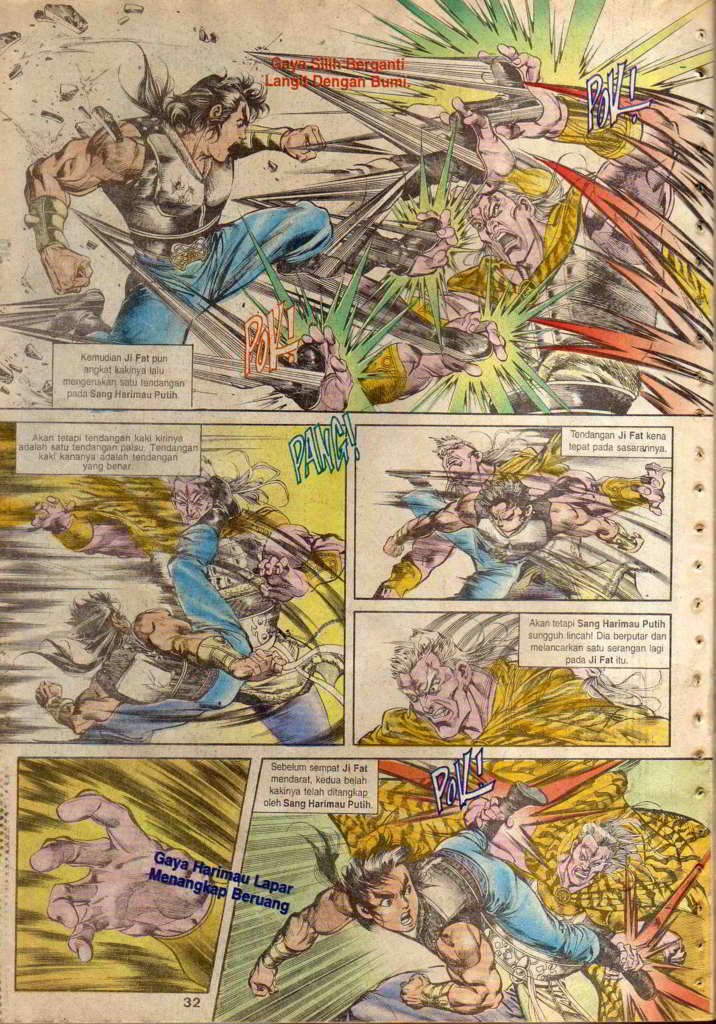 Gaya Silih Berganti
Langit Dengan Bumi.
POK!
POK!
Kemudian Ji Fat pun
angkat kakinya lalu
mengenakan satu tendangan
pada Sang Harimau Putih.
Akan tetapi tendangan kaki kirinya
adalah satu tendangan palsu. Tendangan
kaki kananya adalah tendangan
yang benar.
PANG!
Tendangan Ji Fat kena
tepat pada sasarannya.
Akan tetapi Sang Harimau Putih
sungguh lincah! Dia berputar dan
melancarkan satu serangan lagi
pada Ji Fat itu.
Gaya Harimau Lapar
Menangkap Beruang
Sebelum sempat Ji Fat
mendarat, kedua belah
kakinya telah ditangkap
oleh Sang Harimau Putih.
POK!
32